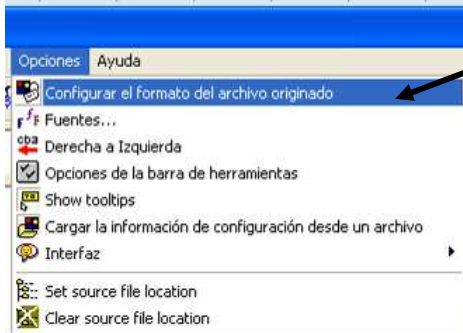 Opciones Ayuda
Configurar el formato del archivo originado
Fuentes...
Derecha a Izquierda
Opciones de la barra de herramientas
Show tooltips
Cargar la información de configuración desde un archivo
Interfaz
Set source file location
Clear source file location